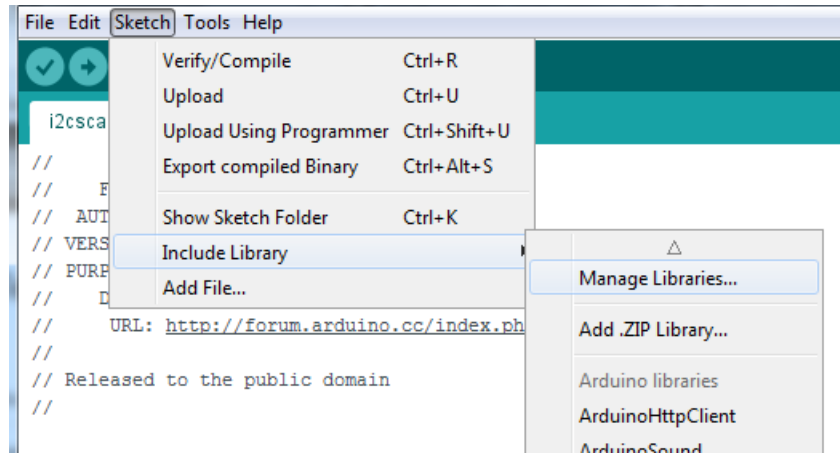 File Edit Sketch Tools Help
Verify/Compile Ctrl+R
Upload Ctrl+U
i2csca
Upload Using Programmer Ctrl+Shift+U
//
Export compiled Binary Ctrl+Alt+S
// F
// AUT
Show Sketch Folder Ctrl+K
// VERS
Include Library
// PURP
Manage Libraries...
Add File...
// D
// URL: http://forum.arduino.cc/index.ph
Add .ZIP Library...
//
// Released to the public domain
Arduino libraries
//
ArduinoHttpClient
ArduinoSound